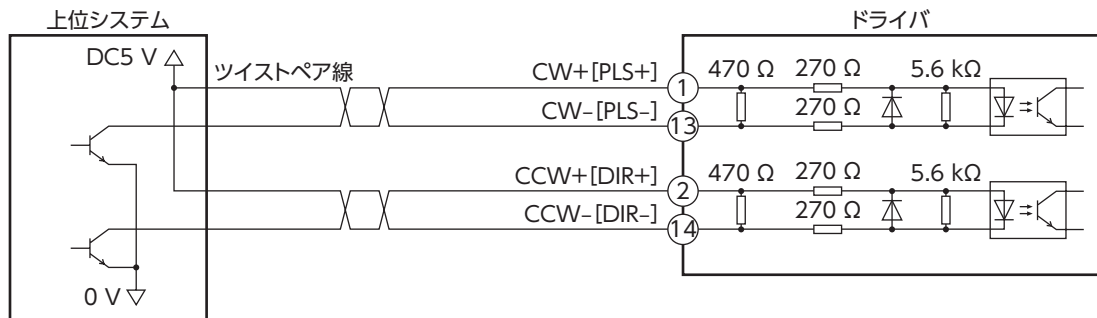 上位システム
ドライバ
DC5 V
ツイストペア線
CW+[PLS+]
1
470 Ω
270 Ω
5.6 kΩ
CW-[PLS-]
13
270 Ω
CCW+[DIR+]
2
470 Ω
270 Ω
5.6 kΩ
CCW-[DIR-]
14
270 Ω
0 V